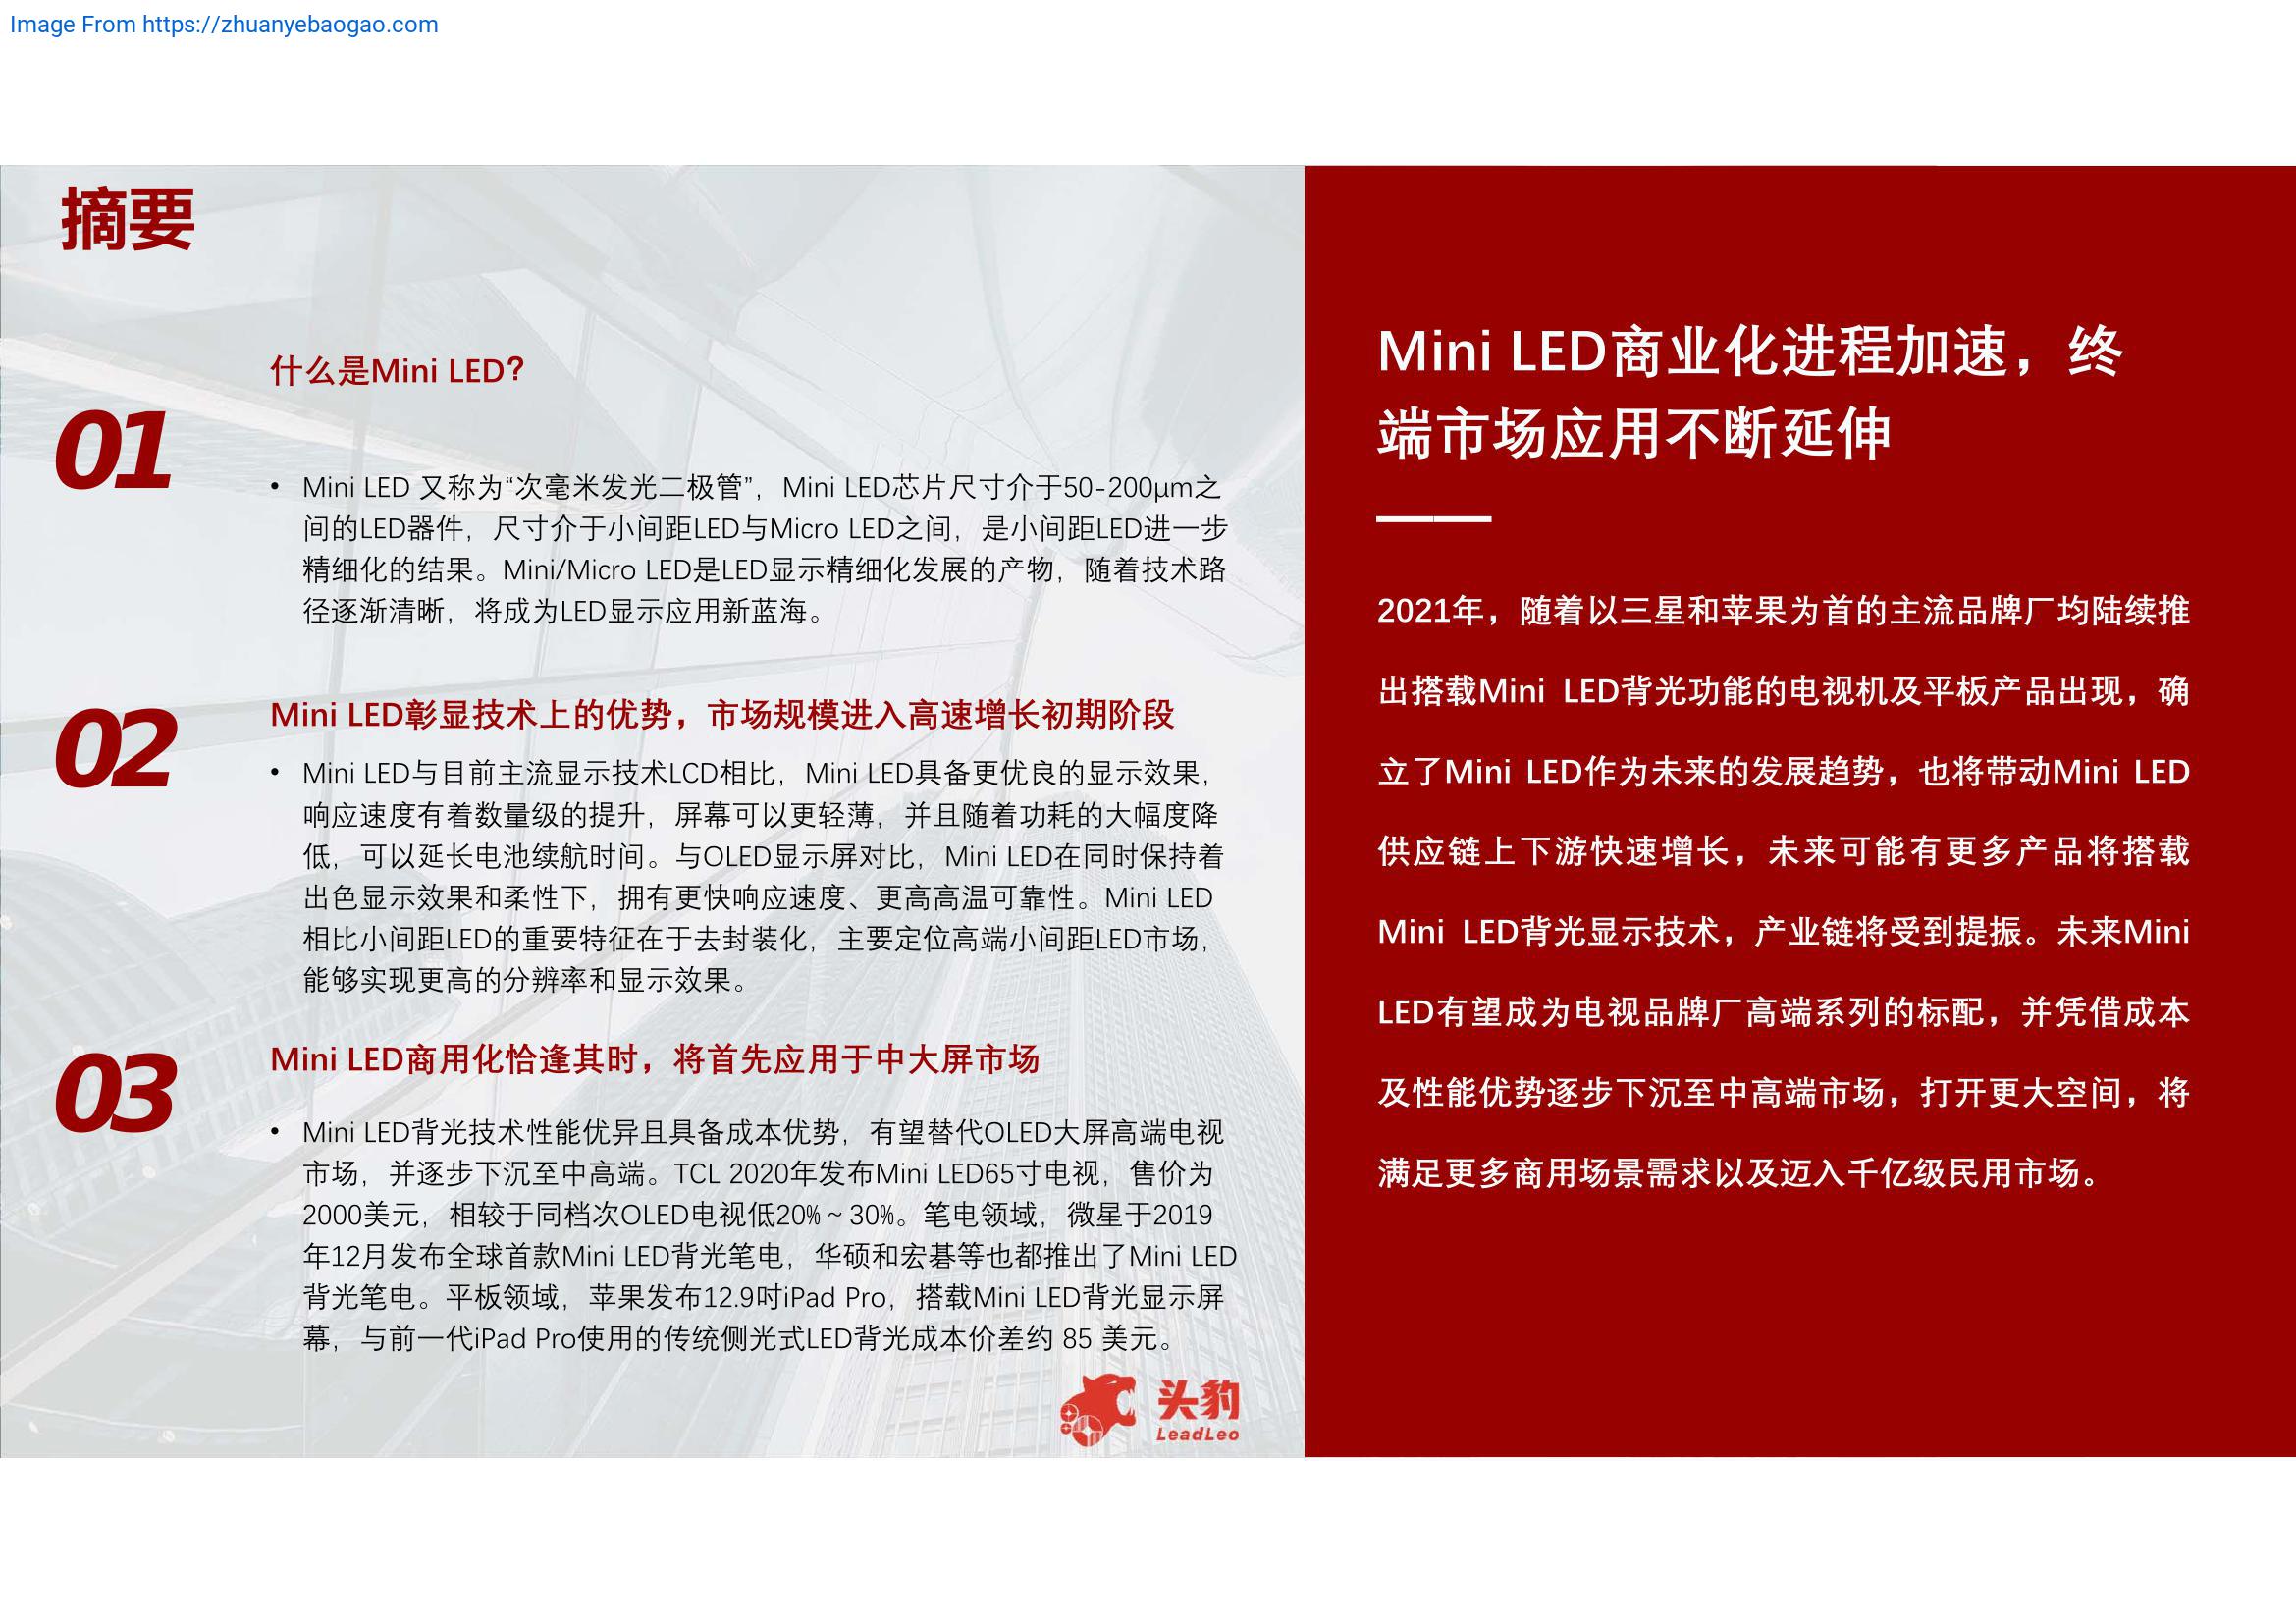 Image From https://zhuanyebaogao.com
摘要
01
什么是Mini LED？
• Mini LED 又称为“次毫米发光二极管”，Mini LED芯片尺寸介于50-200μm之
间的LED器件，尺寸介于小间距LED与Micro LED之间，是小间距LED进一步
精细化的结果。Mini/Micro LED是LED显示精细化发展的产物，随着技术路
径逐渐清晰，将成为LED显示应用新蓝海。
02
Mini LED彰显技术上的优势，市场规模进入高速增长初期阶段
• Mini LED与目前主流显示技术LCD相比，Mini LED具备更优良的显示效果，
响应速度有着数量级的提升，屏幕可以更轻薄，并且随着功耗的大幅度降
低，可以延长电池续航时间。与OLED显示屏对比，Mini LED在同时保持着
出色显示效果和柔性下，拥有更快响应速度、更高高温可靠性。Mini LED
相比小间距LED的重要特征在于去封装化，主要定位高端小间距LED市场，
能够实现更高的分辨率和显示效果。
03
Mini LED商用化恰逢其时，将首先应用于中大屏市场
• Mini LED背光技术性能优异且具备成本优势，有望替代OLED大屏高端电视
市场，并逐步下沉至中高端。TCL 2020年发布Mini LED65寸电视，售价为
2000美元，相较于同档次OLED电视低20%～30%。笔电领域，微星于2019
年12月发布全球首款Mini LED背光笔电，华硕和宏碁等也都推出了Mini LED
背光笔电。平板领域，苹果发布12.9吋iPad Pro，搭载Mini LED背光显示屏
幕，与前一代iPad Pro使用的传统侧光式LED背光成本价差约 85 美元。
头豹
LeadLeo
Mini LED商业化进程加速，终
端市场应用不断延伸
2021年，随着以三星和苹果为首的主流品牌厂均陆续推
出搭载Mini LED背光功能的电视机及平板产品出现，确
立了Mini LED作为未来的发展趋势，也将带动Mini LED
供应链上下游快速增长，未来可能有更多产品将搭载
Mini LED背光显示技术，产业链将受到提振。未来Mini
LED有望成为电视品牌厂高端系列的标配，并凭借成本
及性能优势逐步下沉至中高端市场，打开更大空间，将
满足更多商用场景需求以及迈入千亿级民用市场。